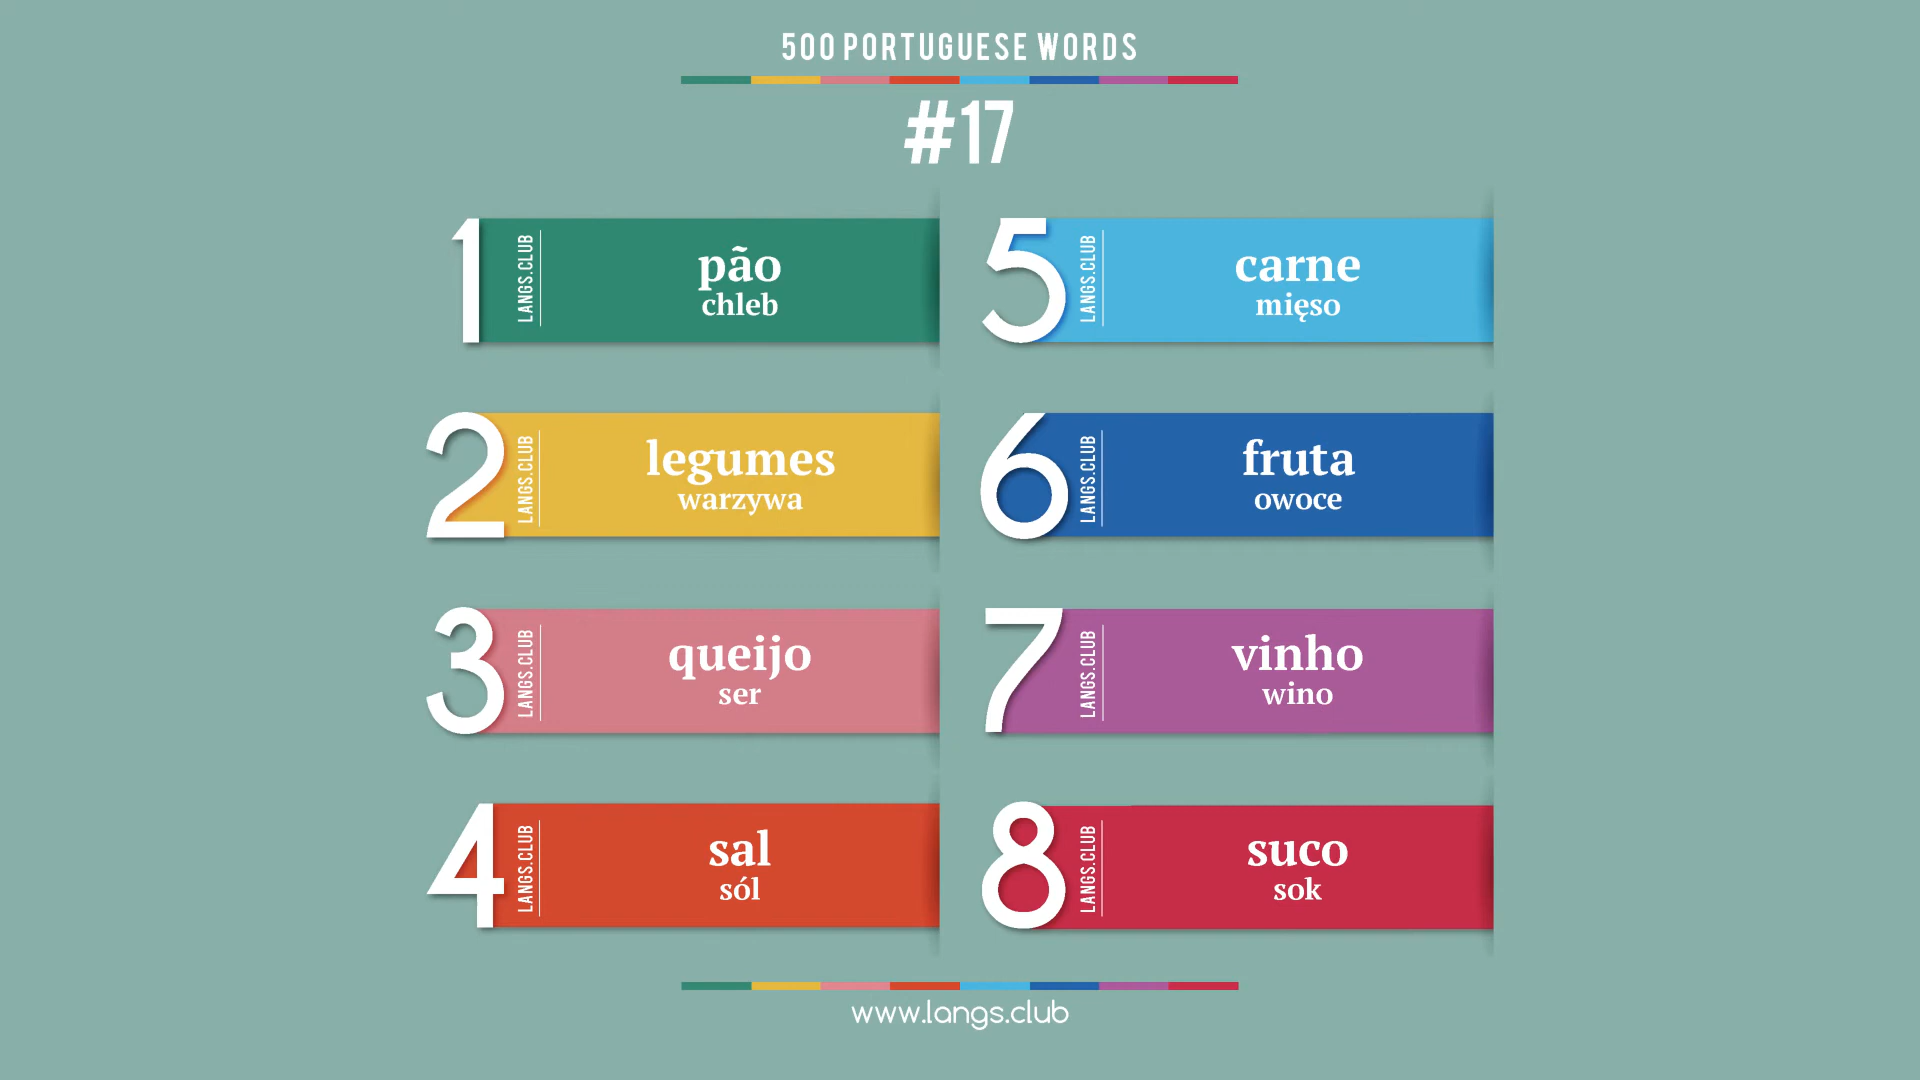 500 PORTUGUESE WORDS
#17
1
LANGS.CLUB
pão
chleb
2
LANGS.CLUB
legumes
warzywa
3
LANGS.CLUB
queijo
ser
4
LANGS.CLUB
sal
sól
5
LANGS.CLUB
carne
mięso
6
LANGS.CLUB
fruta
owoce
7
LANGS.CLUB
vinho
wino
8
LANGS.CLUB
suco
sok
www.langs.club